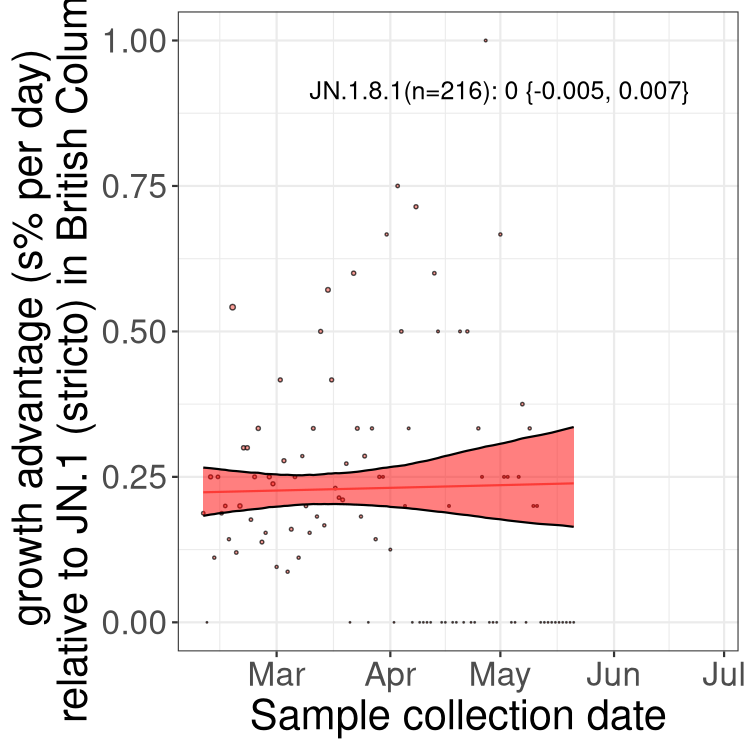 growth advantage (s% per day)
relative to JN.1 (stricto) in British Colum
1.00
0.75
0.50
0.25
0.00
JN.1.8.1(n=216): 0 {-0.005, 0.007}
Mar Apr May Jun Jul
Sample collection date